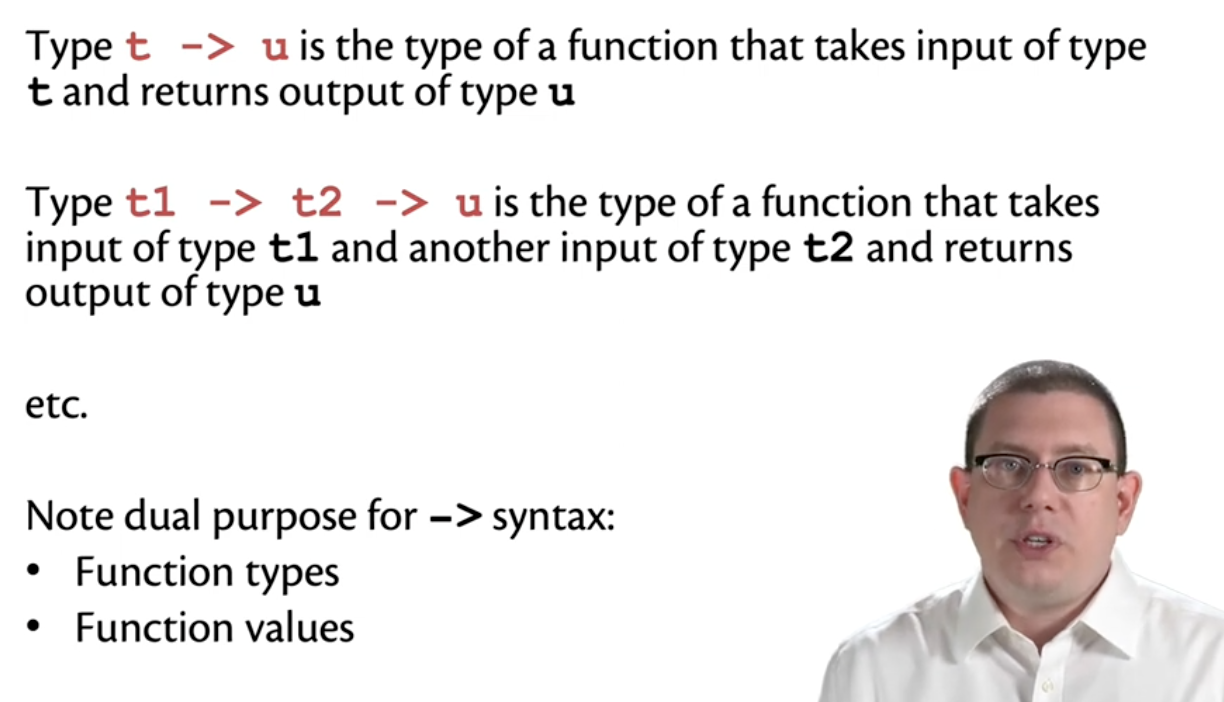 Type t -> u is the type of a function that takes input of type
t and returns output of type u
Type t1 -> t2 -> u is the type of a function that takes
input of type t1 and another input of type t2 and returns
output of type u
etc.
Note dual purpose for -> syntax:
• Function types
• Function values